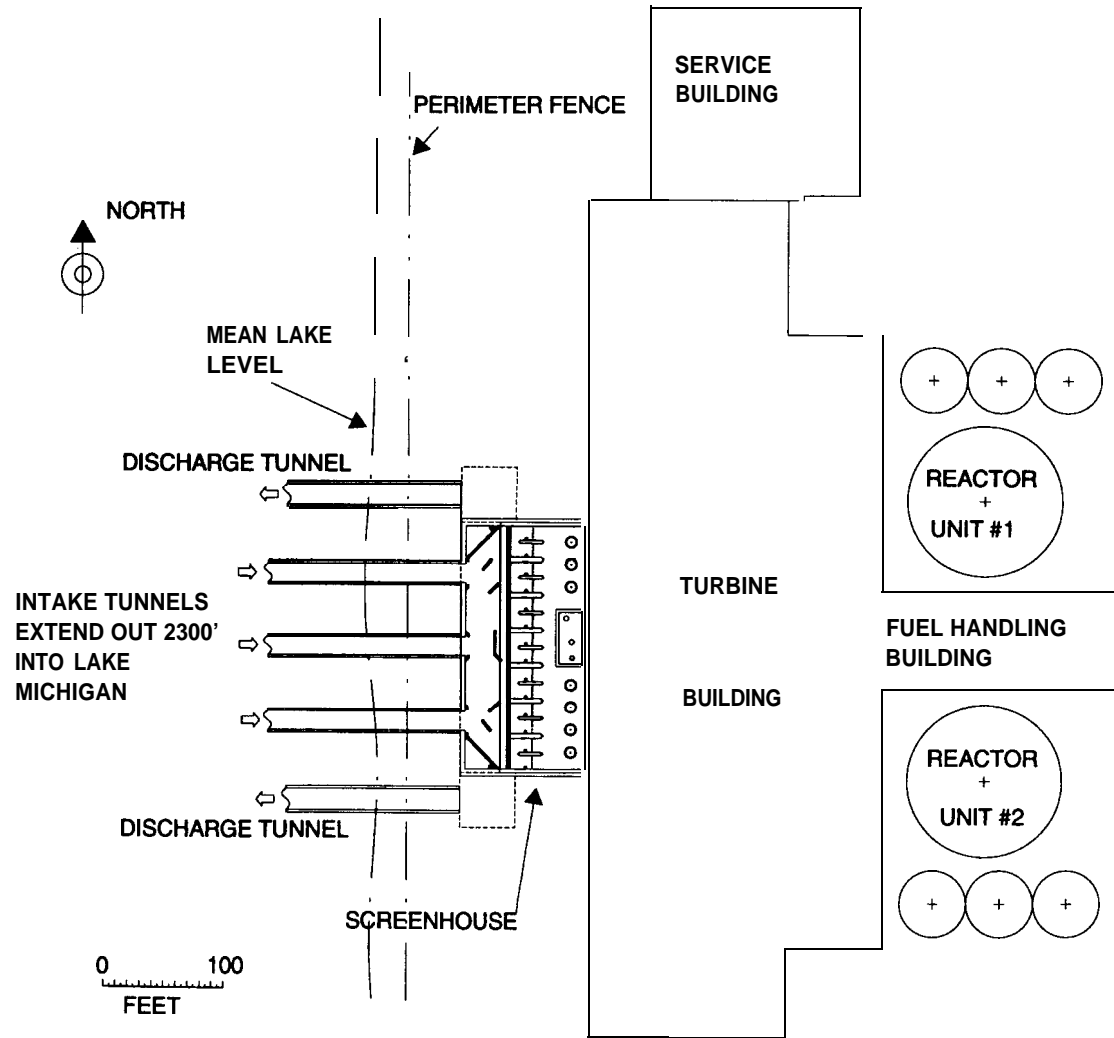 SERVICE
BUILDING
PERIMETER FENCE
NORTH
MEAN LAKE
LEVEL
DISCHARGE TUNNEL
REACTOR
UNIT #1
INTAKE TUNNELS
EXTEND OUT 2300'
INTO LAKE
MICHIGAN
TURBINE
BUILDING
FUEL HANDLING
BUILDING
REACTOR
UNIT #2
DISCHARGE TUNNEL
SCREENHOUSE
0 100
FEET